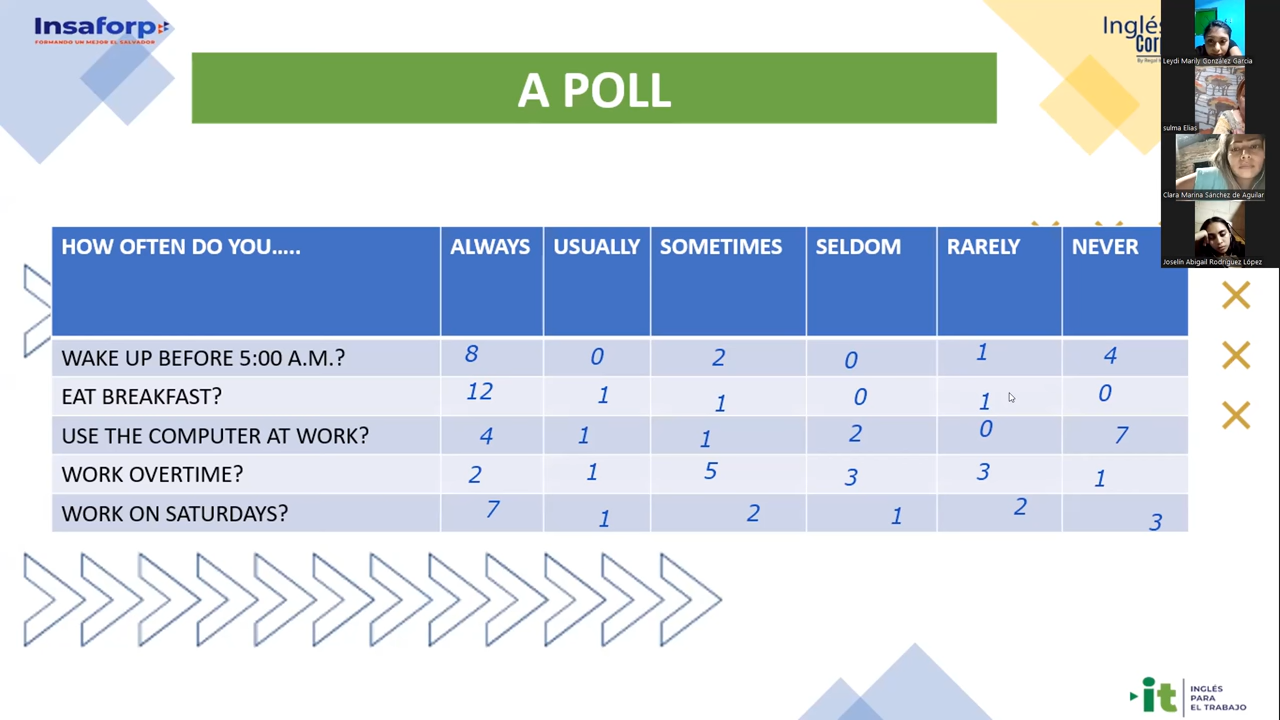 Insaforp
FORMANDO UN MEJOR EL SALVADOR
Inglés
Cor
A POLL
Leydi Marily González García
sulma Elias
Clara Marina Sánchez de Aguilar
Joselín Abigail Rodríguez López
HOW OFTEN DO YOU..... ALWAYS USUALLY SOMETIMES SELDOM RARELY NEVER
WAKE UP BEFORE 5:00 A.M.? 8 0 2 0 1 4
EAT BREAKFAST? 12 1 1 0 1 0
USE THE COMPUTER AT WORK? 4 1 1 2 0 7
WORK OVERTIME? 2 1 5 3 3 1
WORK ON SATURDAYS? 7 1 2 1 2 3
it INGLÉS
PARA
EL TRABAJO